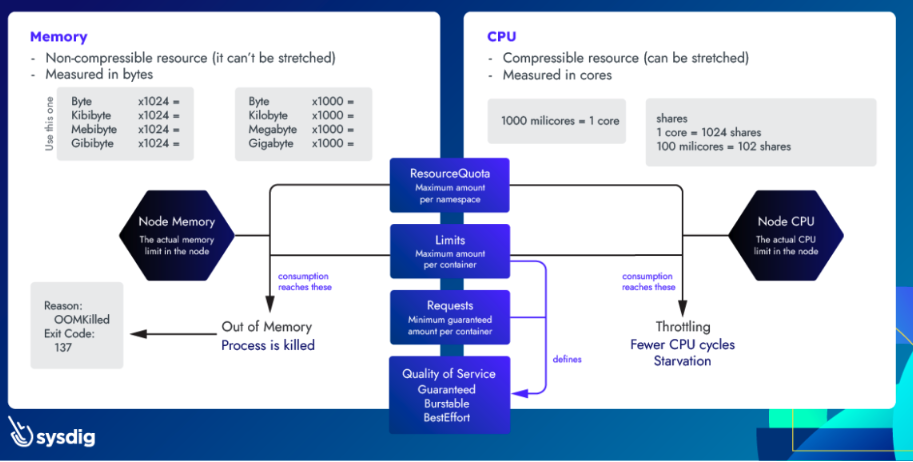 Memory
- Non-compressible resource (it can't be stretched)
- Measured in bytes
Use this one
Byte x1024 =
Kibibyte x1024 =
Mebibyte x1024 =
Gibibyte x1024 =
Byte x1000 =
Kilobyte x1000 =
Megabyte x1000 =
Gigabyte x1000 =
CPU
- Compressible resource (can be stretched)
- Measured in cores
1000 milicores = 1 core
shares
1 core = 1024 shares
100 milicores = 102 shares
ResourceQuota
Maximum amount
per namespace
Node Memory
The actual memory
limit in the node
Limits
Maximum amount
per container
Node CPU
The actual CPU
limit in the node
consumption
reaches these
consumption
reaches these
Reason:
OOMKilled
Exit Code:
137
Out of Memory
Process is killed
Requests
Minimum guaranteed
amount per container
Throttling
Fewer CPU cycles
Starvation
defines
Quality of Service
Guaranteed
Burstable
BestEffort
sysdig